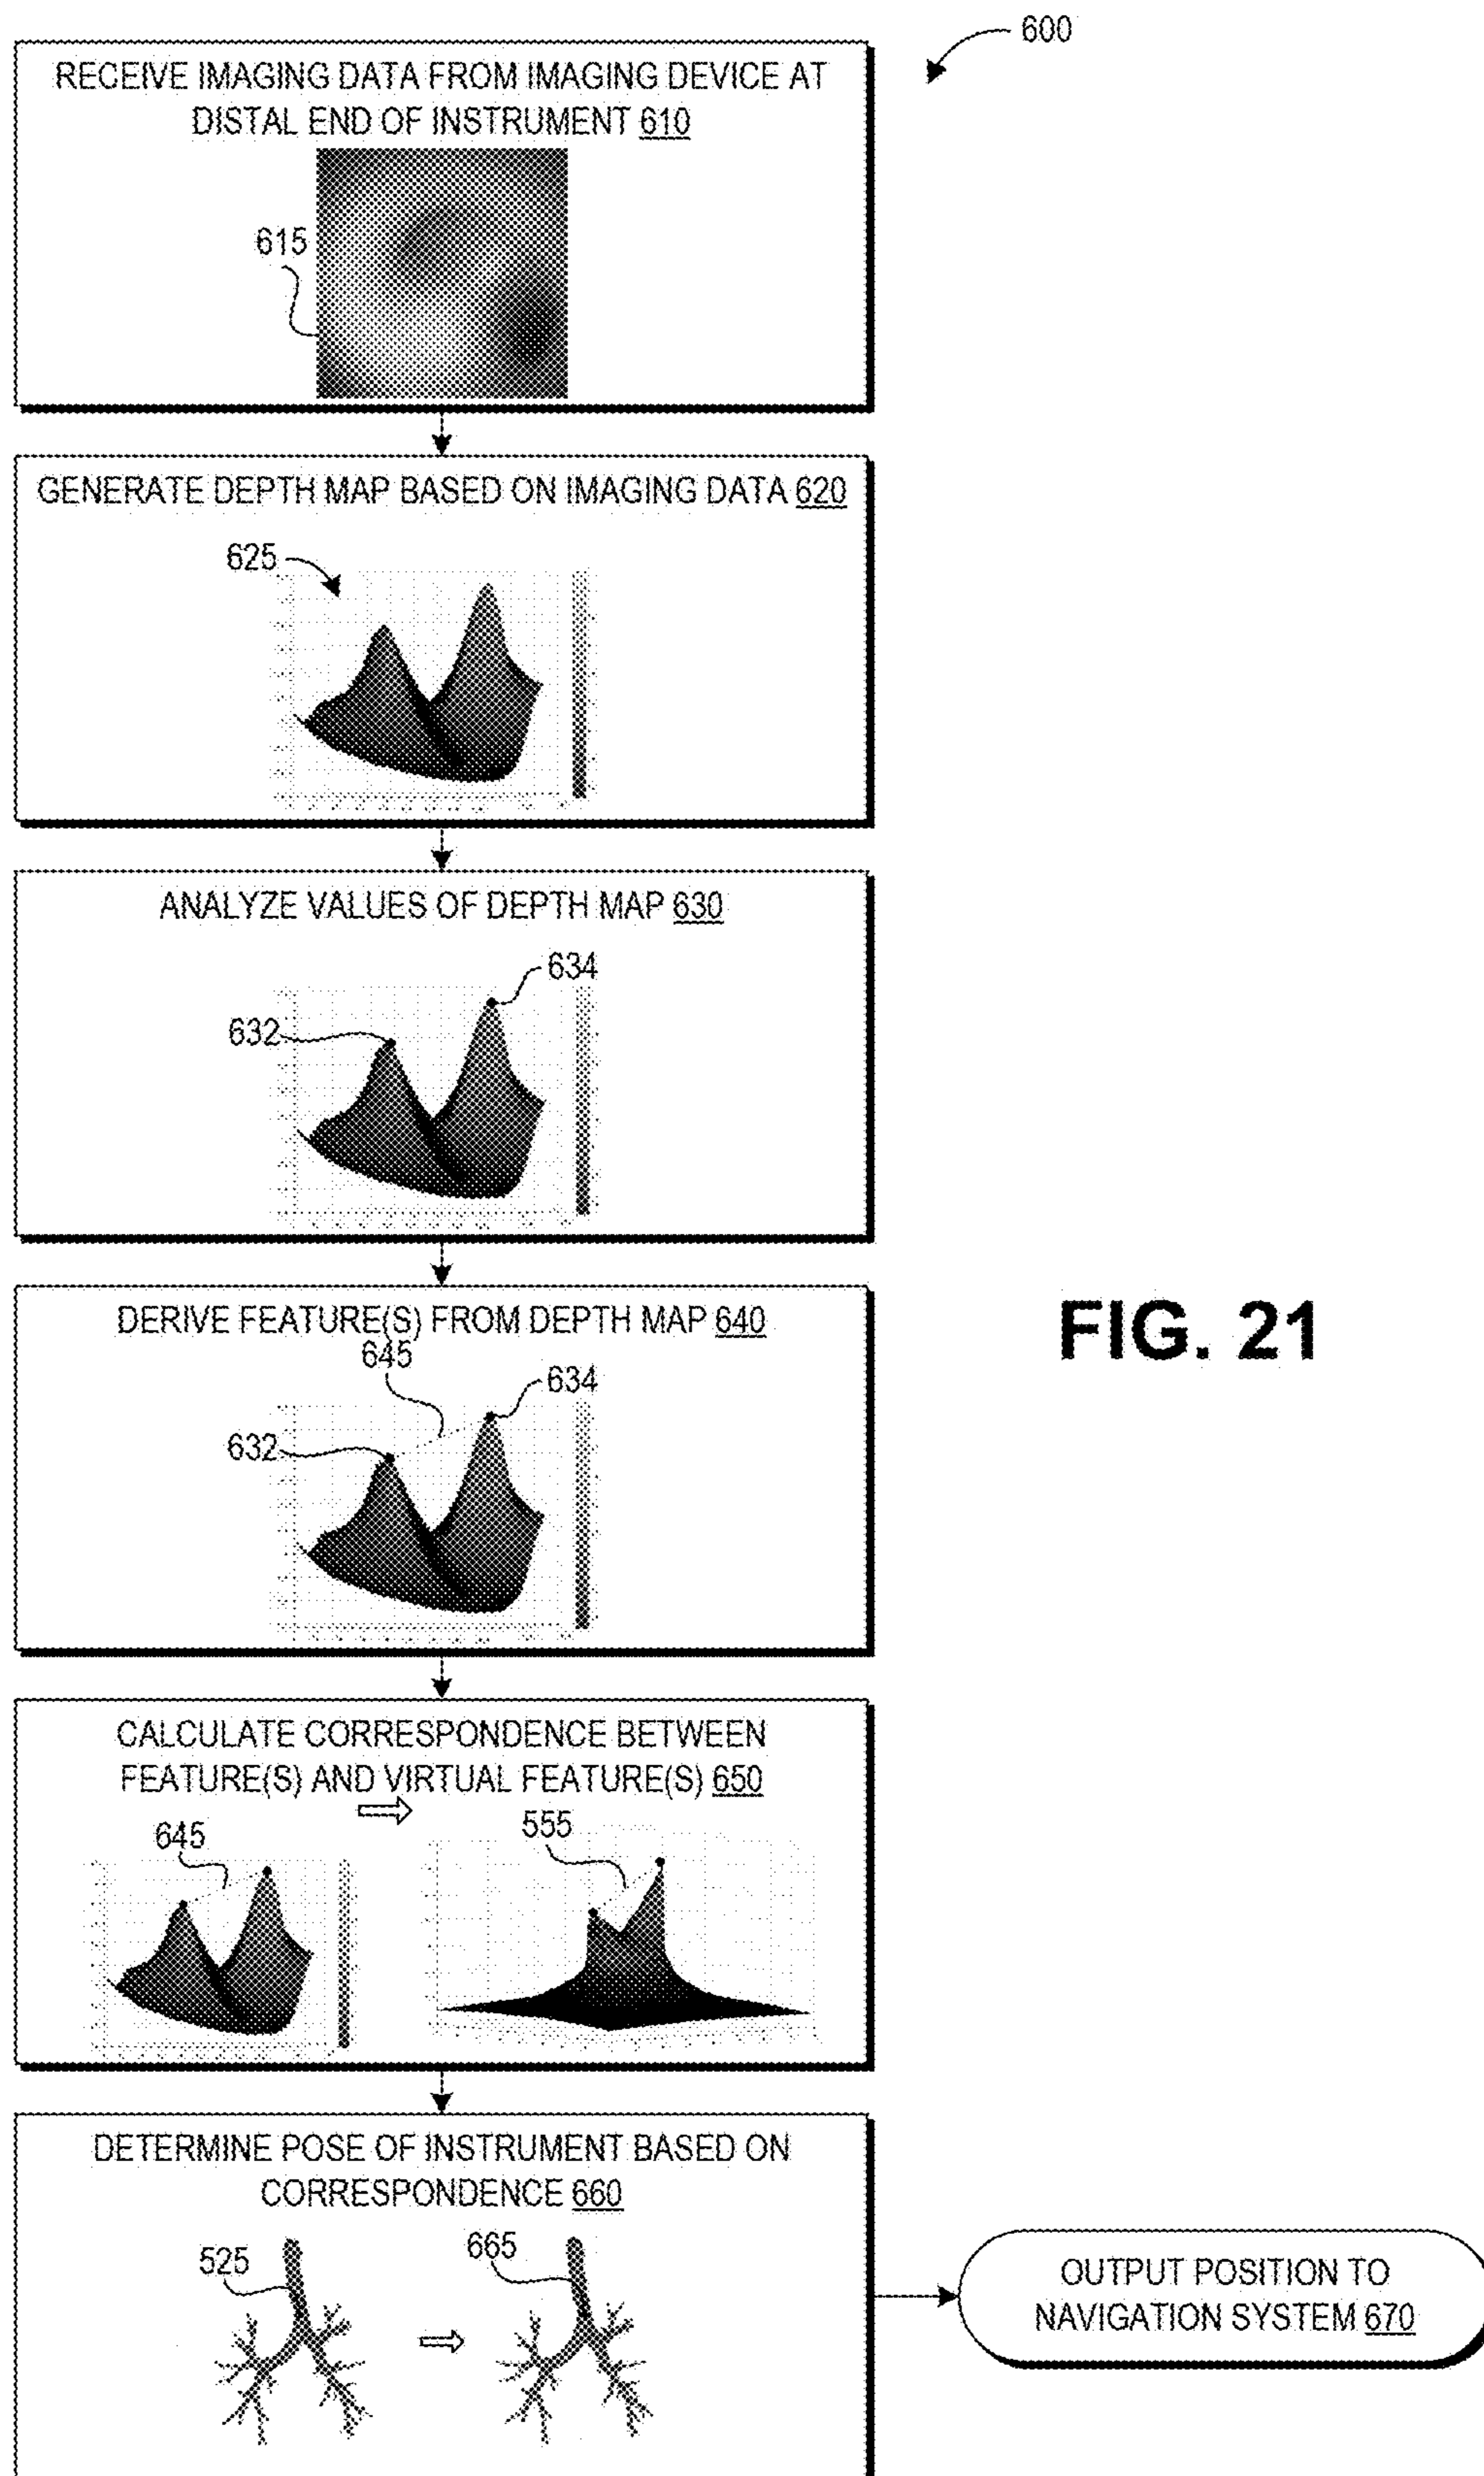 600
RECEIVE IMAGING DATA FROM IMAGING DEVICE AT
DISTAL END OF INSTRUMENT 610
615
GENERATE DEPTH MAP BASED ON IMAGING DATA 620
625
ANALYZE VALUES OF DEPTH MAP 630
634
632
DERIVE FEATURE(S) FROM DEPTH MAP 640
645
634
632
FIG. 21
CALCULATE CORRESPONDENCE BETWEEN
FEATURE(S) AND VIRTUAL FEATURE(S) 650
645
555
DETERMINE POSE OF INSTRUMENT BASED ON
CORRESPONDENCE 660
525
665
OUTPUT POSITION TO
NAVIGATION SYSTEM 670